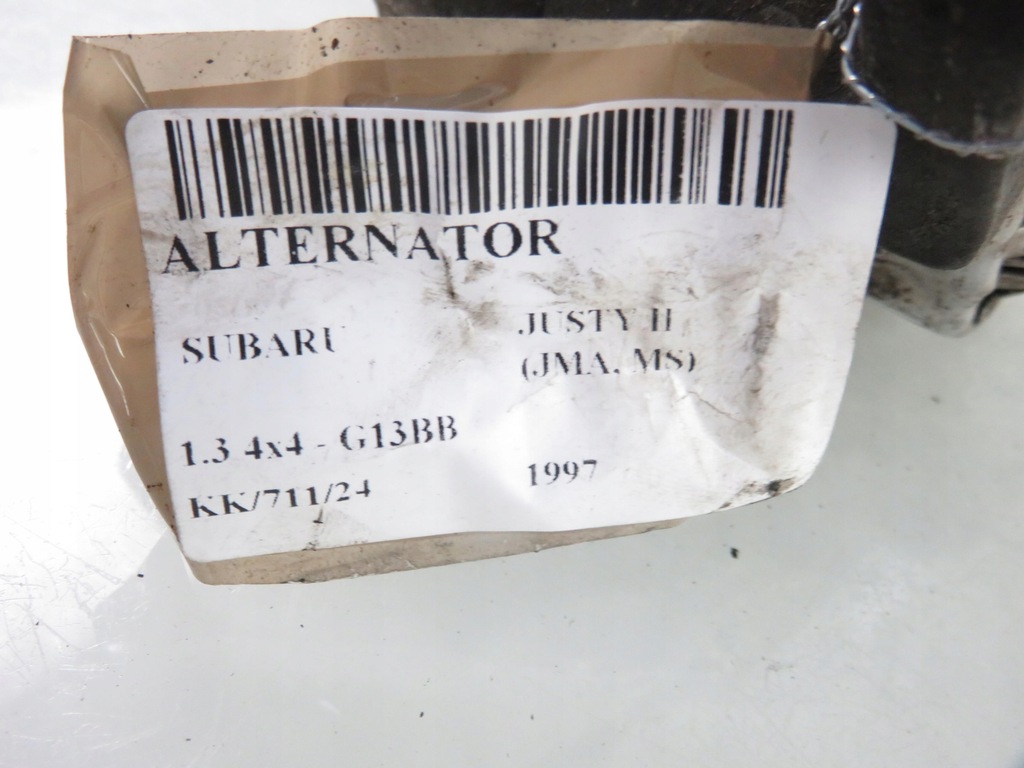 ALTERNATOR
SUBARU JUSTY II
(JMA, MS)
1.3 4x4 - G13BB
KK/711/24 1997